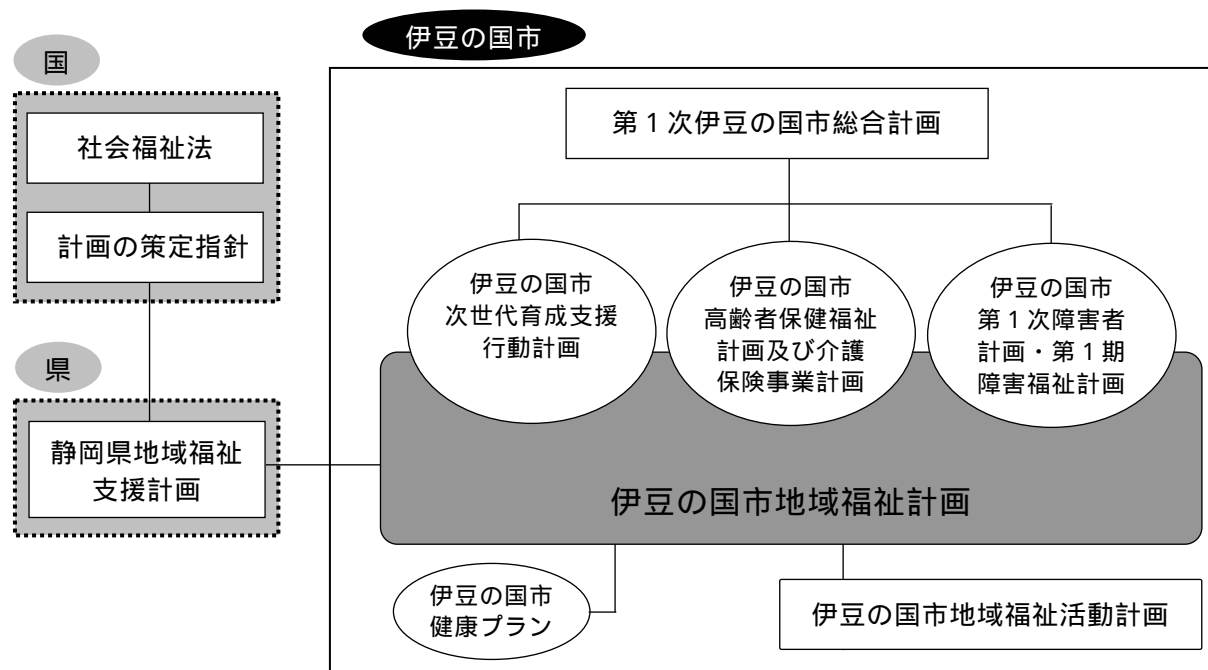 伊豆の国市
国
社会福祉法
計画の策定指針
県
静岡県地域福祉
支援計画
第1次伊豆の国市総合計画
伊豆の国市
次世代育成支援
行動計画
伊豆の国市
高齢者保健福祉
計画及び介護
保険事業計画
伊豆の国市
第1次障害者
計画・第1期
障害福祉計画
伊豆の国市地域福祉計画
伊豆の国市
健康プラン
伊豆の国市地域福祉活動計画